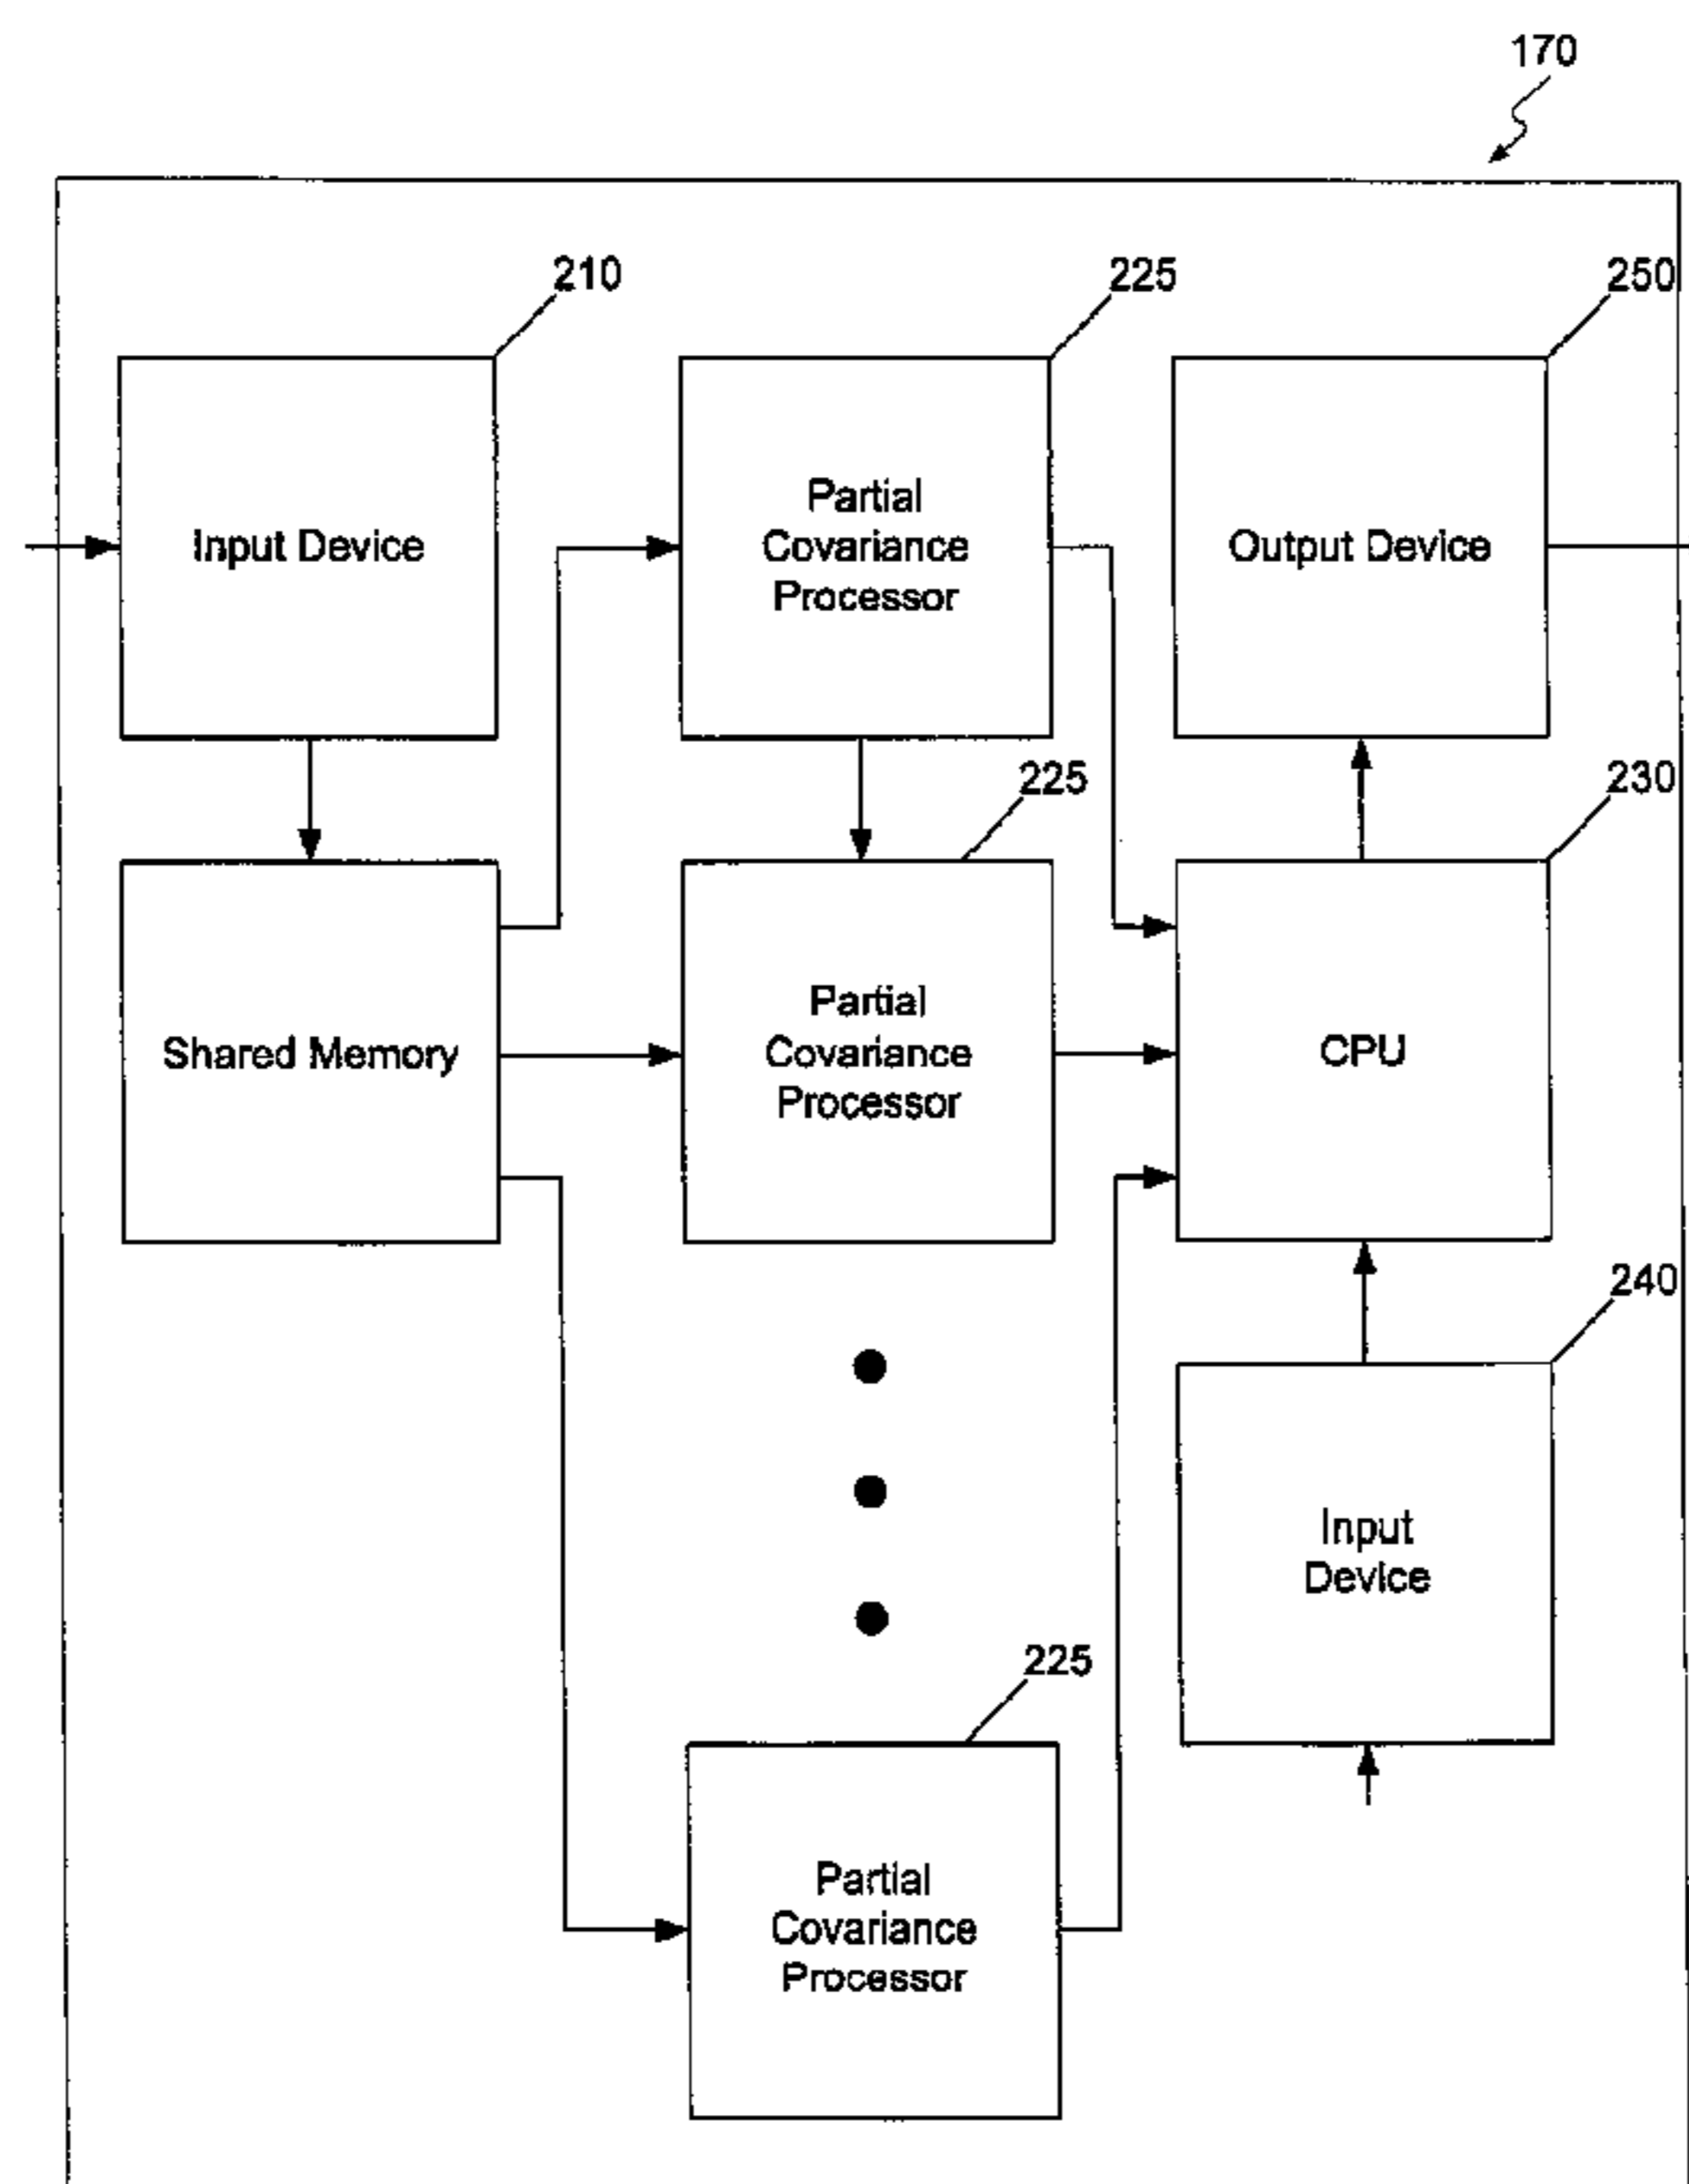 170
210
225
250
Input Device
Partial
Covariance
Processor
Output Device
225
230
Shared Memory
Partial
Covariance
Processor
CPU
240
Input
Device
225
Partial
Covariance
Processor